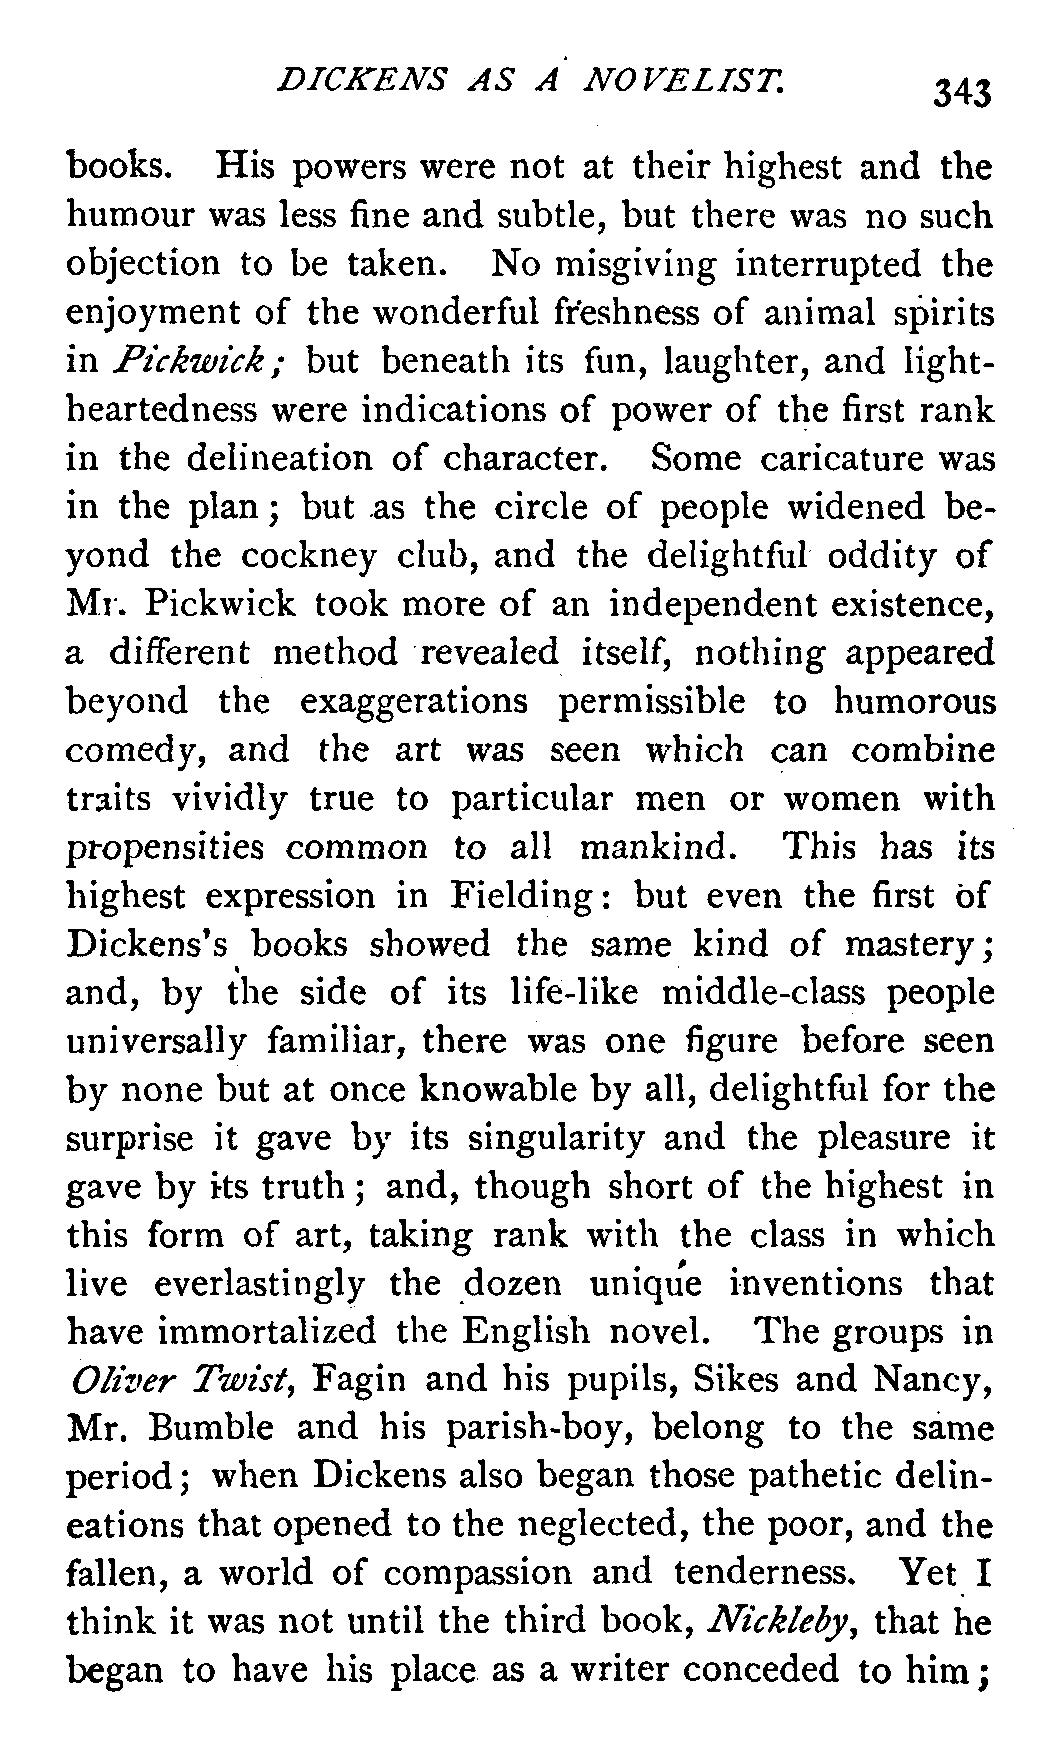 DICKENS AS A NOVELIST. 343
books. His powers were not at their highest and the
humour was less fine and subtle, but there was no such
objection to be taken. No misgiving interrupted the
enjoyment of the wonderful freshness of animal spirits
in Pickwick; but beneath its fun, laughter, and light-
heartedness were indications of power of the first rank
in the delineation of character. Some caricature was
in the plan; but as the circle of people widened be-
yond the cockney club, and the delightful oddity of
Mr. Pickwick took more of an independent existence,
a different method revealed itself, nothing appeared
beyond the exaggerations permissible to humorous
comedy, and the art was seen which can combine
traits vividly true to particular men or women with
propensities common to all mankind. This has its
highest expression in Fielding: but even the first of
Dickens's books showed the same kind of mastery;
and, by the side of its life-like middle-class people
universally familiar, there was one figure before seen
by none but at once knowable by all, delightful for the
surprise it gave by its singularity and the pleasure it
gave by its truth; and, though short of the highest in
this form of art, taking rank with the class in which
live everlastingly the dozen unique inventions that
have immortalized the English novel. The groups in
Oliver Twist, Fagin and his pupils, Sikes and Nancy,
Mr. Bumble and his parish-boy, belong to the same
period; when Dickens also began those pathetic delin-
eations that opened to the neglected, the poor, and the
fallen, a world of compassion and tenderness. Yet I
think it was not until the third book, Nickleby, that he
began to have his place as a writer conceded to him;